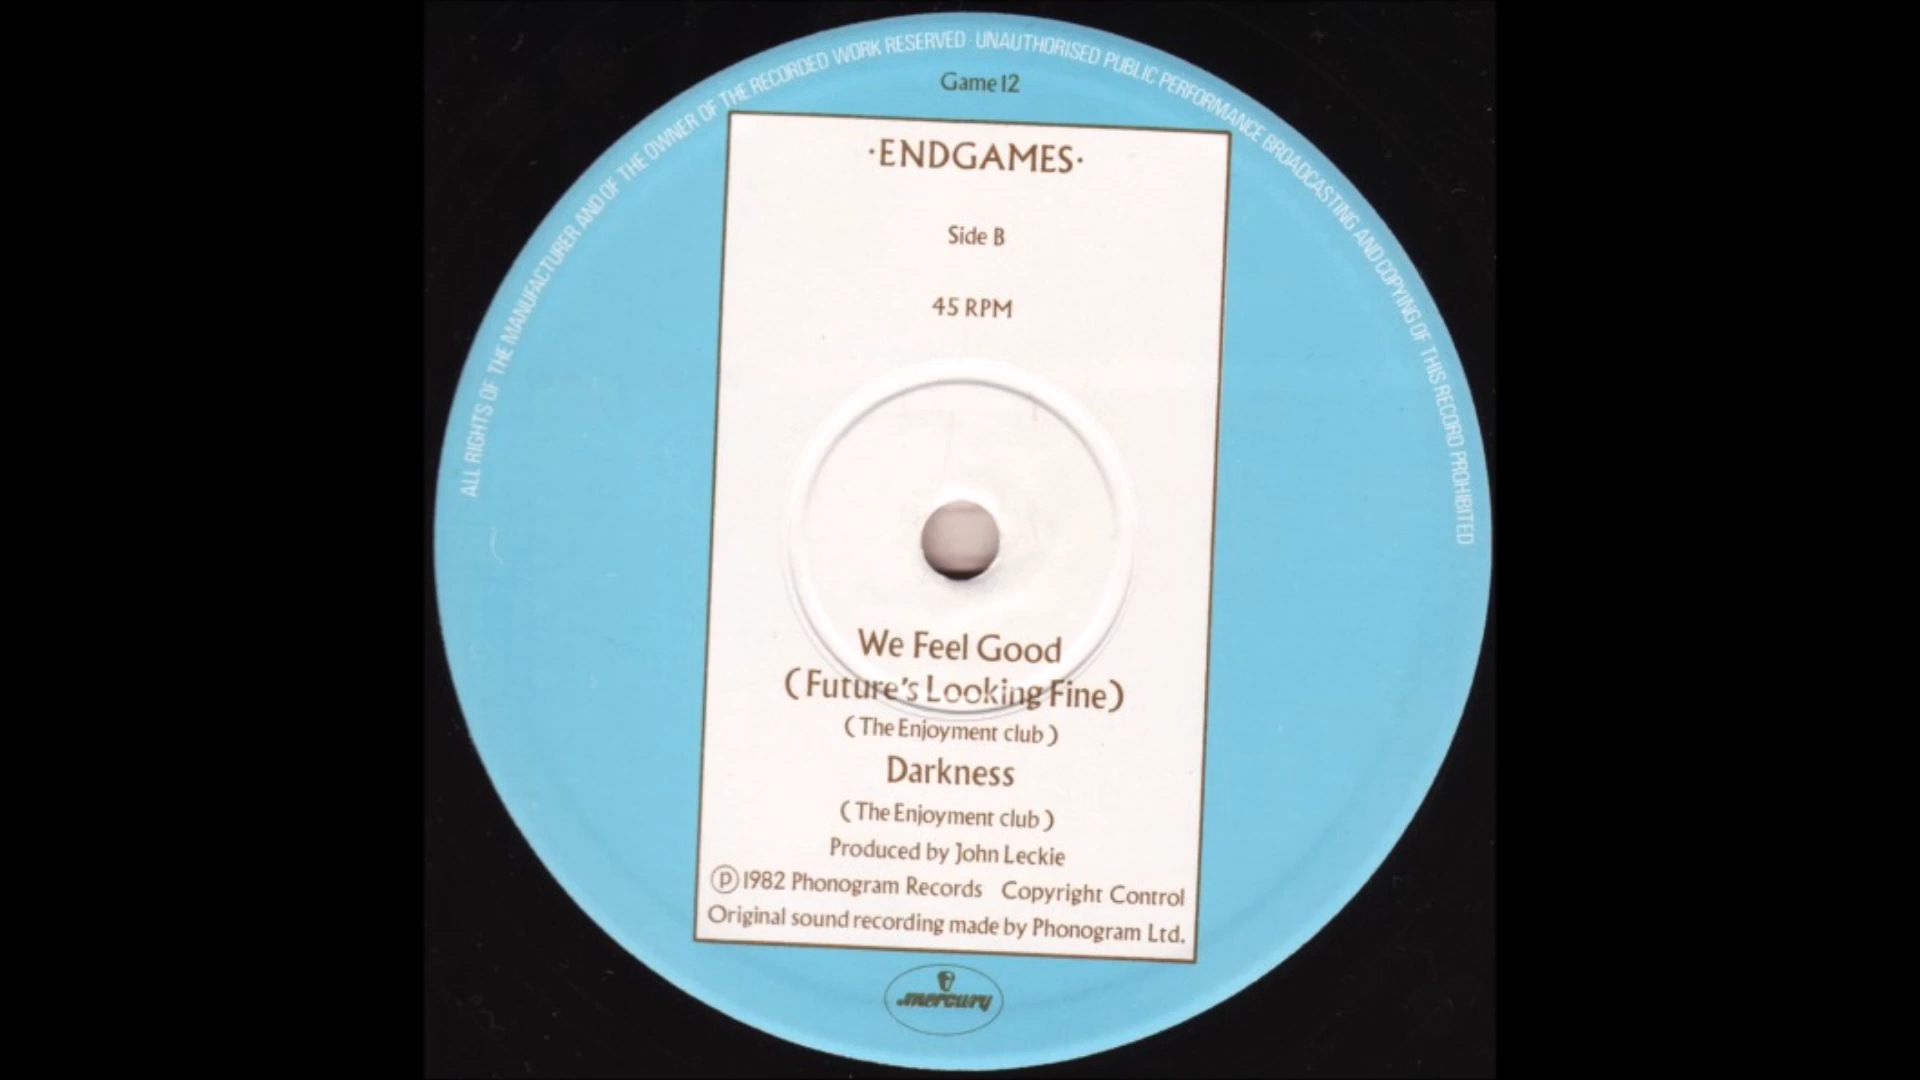 ALL RIGHTS OF THE MANUFACTURER AND OF THE OWNER OF THE RECORDED WORK RESERVED · UNAUTHORISED PUBLIC PERFORMANCE BROADCASTING AND COPYING OF THIS RECORD PROHIBITED
Game 12
·ENDGAMES·
Side B
45 RPM
We Feel Good
(Future's Looking Fine)
(The Enjoyment club)
Darkness
(The Enjoyment club)
Produced by John Leckie
Ⓟ1982 Phonogram Records Copyright Control
Original sound recording made by Phonogram Ltd.
mercury